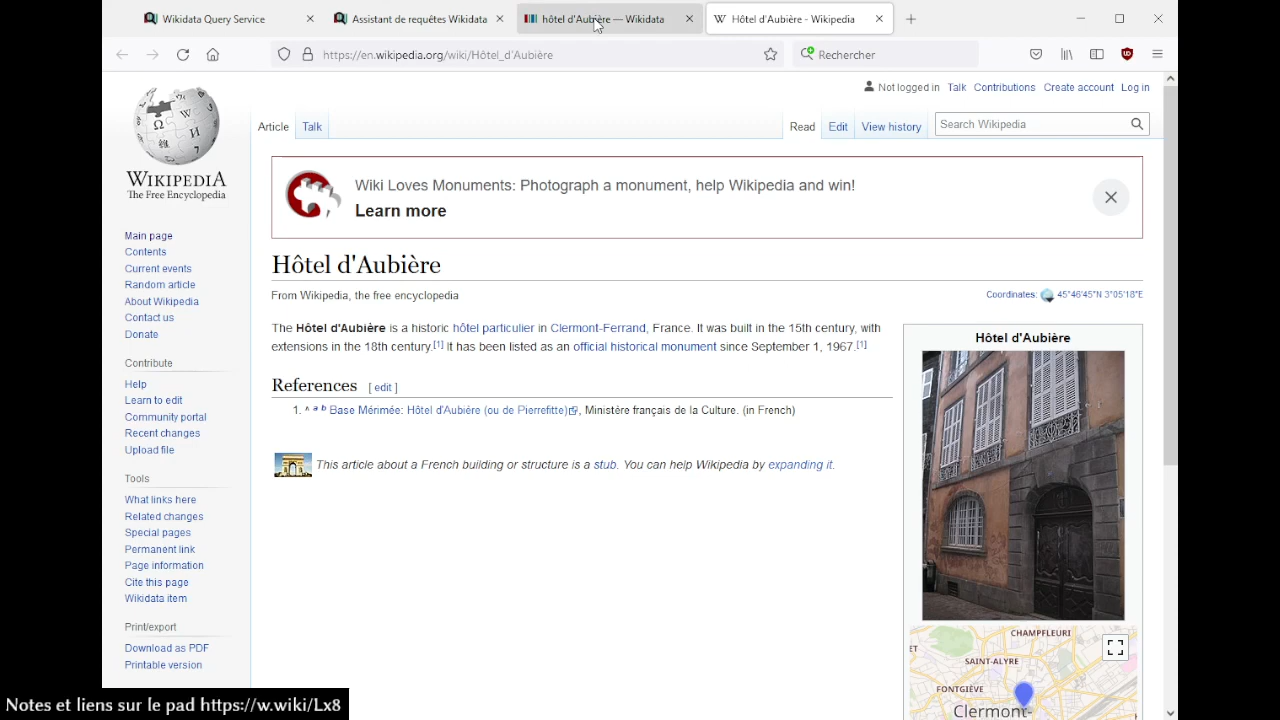 Wikidata Query Service
Assistant de requêtes Wikidata
hôtel d'Aubière — Wikidata
Hôtel d'Aubière - Wikipedia
https://en.wikipedia.org/wiki/Hôtel_d'Aubière
Rechercher
Not logged in Talk Contributions Create account Log in
Article Talk
Read Edit View history
Search Wikipedia
WIKIPEDIA
The Free Encyclopedia
Main page
Contents
Current events
Random article
About Wikipedia
Contact us
Donate
Contribute
Help
Learn to edit
Community portal
Recent changes
Upload file
Tools
What links here
Related changes
Special pages
Permanent link
Page information
Cite this page
Wikidata item
Print/export
Download as PDF
Printable version
Wiki Loves Monuments: Photograph a monument, help Wikipedia and win!
Learn more
Hôtel d'Aubière
From Wikipedia, the free encyclopedia
Coordinates: 45°46′45″N 3°05′18″E
The Hôtel d'Aubière is a historic hôtel particulier in Clermont-Ferrand, France. It was built in the 15th century, with
extensions in the 18th century.[1] It has been listed as an official historical monument since September 1, 1967.[1]
References [ edit ]
1. ^ a b Base Mérimée: Hôtel d'Aubière (ou de Pierrefitte), Ministère français de la Culture. (in French)
This article about a French building or structure is a stub. You can help Wikipedia by expanding it.
Hôtel d'Aubière
CHAMPFLEURI
ET
SAINT-ALYRE
FONTGIÈVE
Clermont-
Notes et liens sur le pad https://w.wiki/Lx8